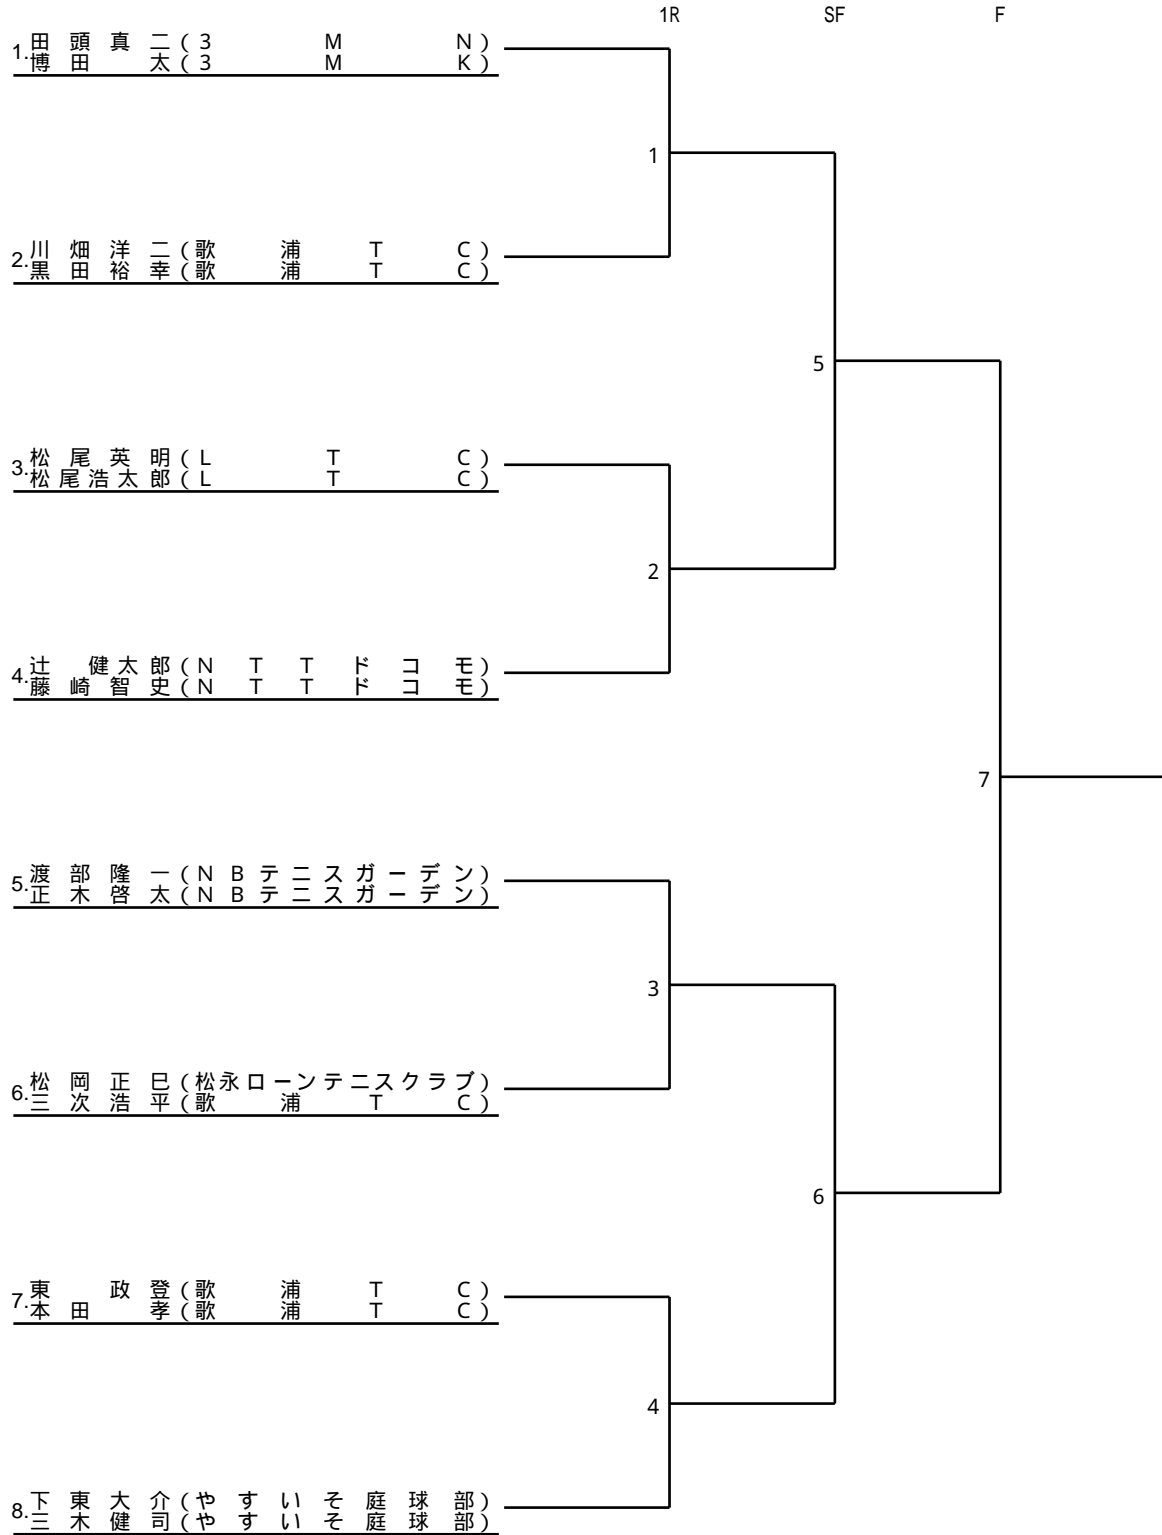 1R SF F
1. 田頭真二(3MN)
博田 太(3MK)
1
2. 川畑洋二(歌浦TC)
黒田裕幸(歌浦TC)
5
3. 松尾英明(LTC)
松尾浩太郎(LTC)
2
4. 辻 健太郎(NTTドコモ)
藤崎智史(NTTドコモ)
7
5. 渡部隆一(NBテニスガーデン)
正木啓太(NBテニスガーデン)
3
6. 松岡正巳(松永ローンテニスクラブ)
三次浩平(歌浦TC)
6
7. 東 政登(歌浦TC)
本田 孝(歌浦TC)
4
8. 下東大介(やすいそ庭球部)
三木健司(やすいそ庭球部)